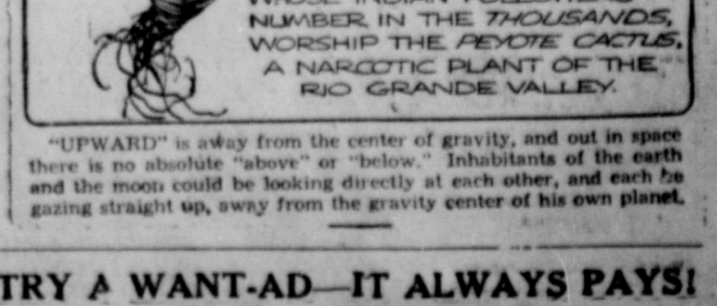 NUMBER IN THE THOUSANDS,
WORSHIP THE PEYOTE CACTUS,
A NARCOTIC PLANT OF THE
RIO GRANDE VALLEY.
"UPWARD" is away from the center of gravity, and out in space
there is no absolute "above" or "below." Inhabitants of the earth
and the moon could be looking directly at each other, and each be
gazing straight up, away from the gravity center of his own planet.
TRY A WANT-AD—IT ALWAYS PAYS!